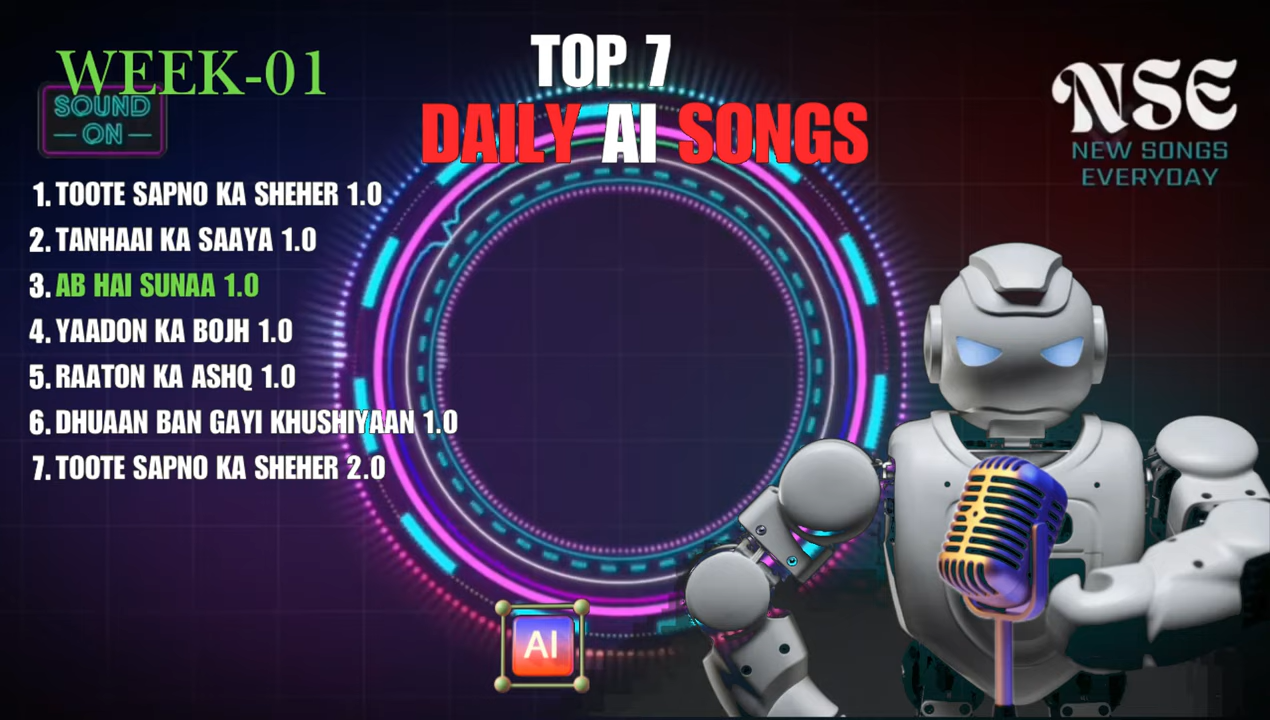 WEEK-01
SOUND
— ON —
TOP 7
DAILY AI SONGS
NSE
NEW SONGS
EVERYDAY
1. TOOTE SAPNO KA SHEHER 1.0
2. TANHAAI KA SAAYA 1.0
3. AB HAI SUNAA 1.0
4. YAADON KA BOJH 1.0
5. RAATON KA ASHQ 1.0
6. DHUAAN BAN GAYI KHUSHIYAAN 1.0
7. TOOTE SAPNO KA SHEHER 2.0
AI